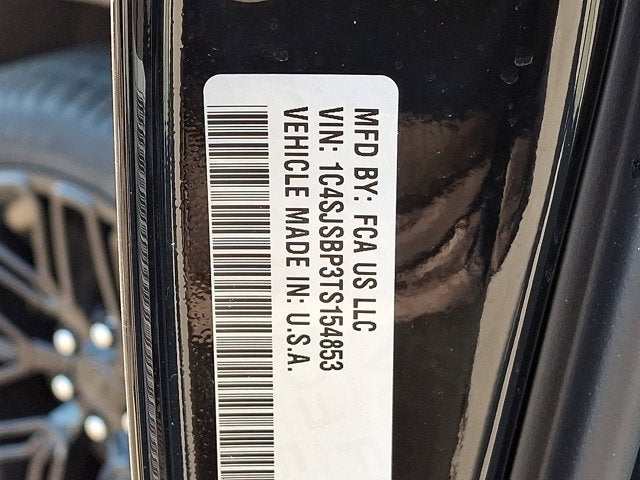 MFD BY: FCA US LLC
VIN: 1C4SJSBP3TS154853
VEHICLE MADE IN: U.S.A.